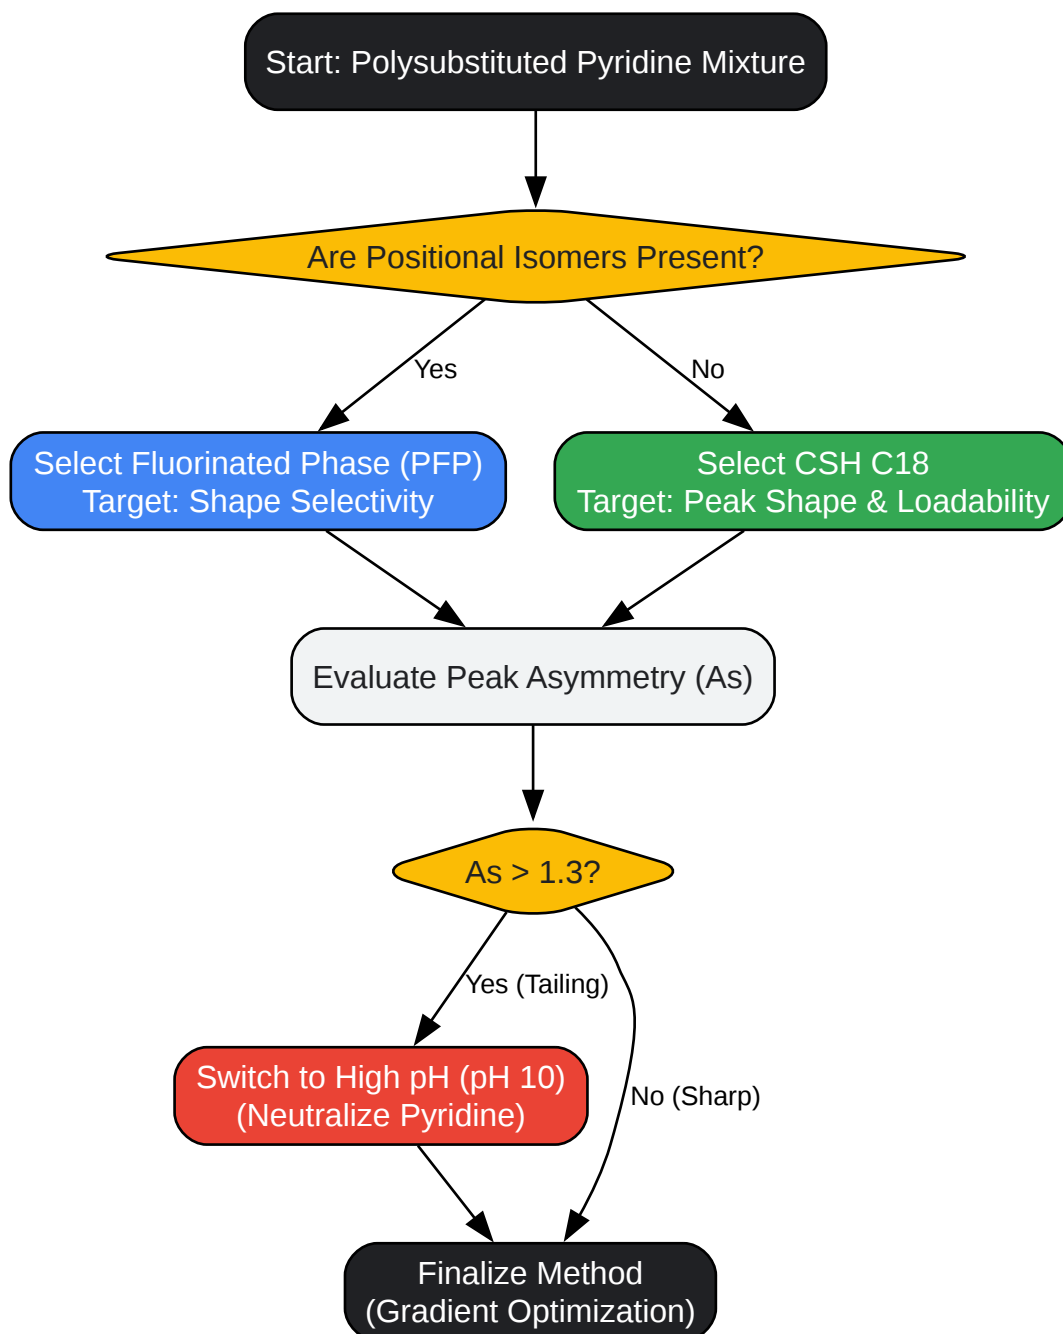 Start: Polysubstituted Pyridine Mixture
Are Positional Isomers Present?
Yes
No
Select Fluorinated Phase (PFP)
Target: Shape Selectivity
Select CSH C18
Target: Peak Shape & Loadability
Evaluate Peak Asymmetry (As)
As > 1.3?
Yes (Tailing)
Switch to High pH (pH 10)
(Neutralize Pyridine)
No (Sharp)
Finalize Method
(Gradient Optimization)